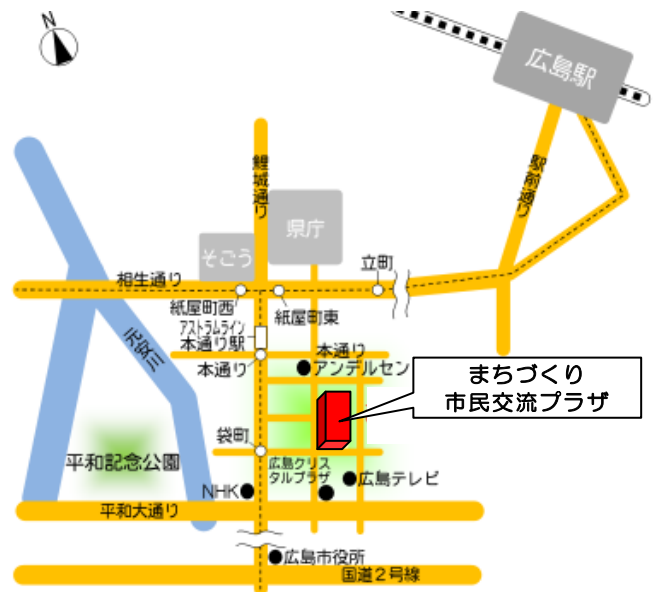 N
広島駅
鯉城通り
駅前通り
県庁
そごう
立町
相生通り
紙屋町西
紙屋町東
アストラムライン
本通り駅
本通り
本通り
アンデルセン
元安川
まちづくり
市民交流プラザ
袋町
平和記念公園
広島クリス
タルプラザ
広島テレビ
NHK
平和大通り
広島市役所
国道2号線